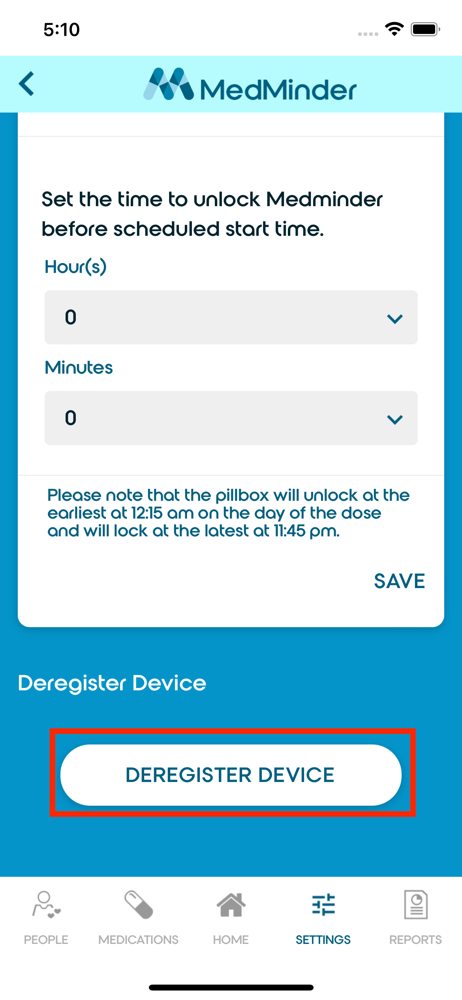 5:10
MedMinder
Set the time to unlock Medminder
before scheduled start time.
Hour(s)
0
Minutes
0
Please note that the pillbox will unlock at the
earliest at 12:15 am on the day of the dose
and will lock at the latest at 11:45 pm.
SAVE
Deregister Device
DEREGISTER DEVICE
PEOPLE MEDICATIONS HOME SETTINGS REPORTS